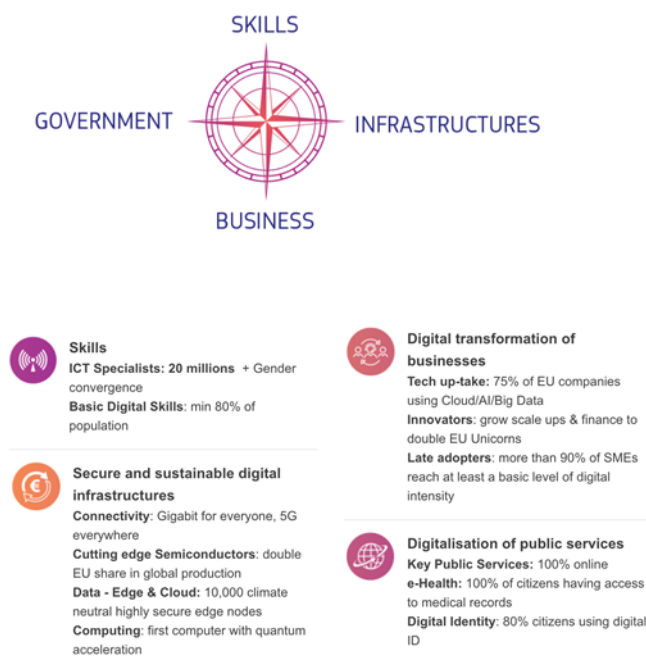 SKILLS
GOVERNMENT
INFRASTRUCTURES
BUSINESS
Skills
ICT Specialists: 20 millions + Gender
convergence
Basic Digital Skills: min 80% of
population
Secure and sustainable digital
infrastructures
Connectivity: Gigabit for everyone, 5G
everywhere
Cutting edge Semiconductors: double
EU share in global production
Data - Edge & Cloud: 10,000 climate
neutral highly secure edge nodes
Computing: first computer with quantum
acceleration
Digital transformation of
businesses
Tech up-take: 75% of EU companies
using Cloud/AI/Big Data
Innovators: grow scale ups & finance to
double EU Unicorns
Late adopters: more than 90% of SMEs
reach at least a basic level of digital
intensity
Digitalisation of public services
Key Public Services: 100% online
e-Health: 100% of citizens having access
to medical records
Digital Identity: 80% citizens using digital
ID